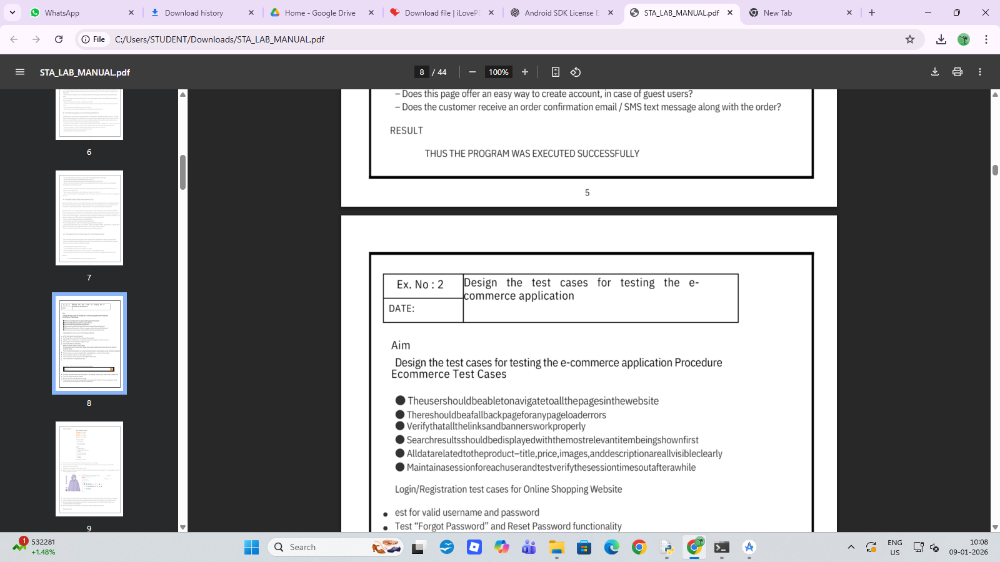 WhatsApp
Download history
Home - Google Drive
Download file | iLovePD
Android SDK License E
STA_LAB_MANUAL.pdf
New Tab
File
C:/Users/STUDENT/Downloads/STA_LAB_MANUAL.pdf
STA_LAB_MANUAL.pdf
8 / 44
100%
6
7
8
9
– Does this page offer an easy way to create account, in case of guest users?
– Does the customer receive an order confirmation email / SMS text message along with the order?
RESULT
THUS THE PROGRAM WAS EXECUTED SUCCESSFULLY
5
Ex. No : 2
Design the test cases for testing the e-
commerce application
DATE:
Aim
Design the test cases for testing the e-commerce application Procedure
Ecommerce Test Cases
● Theusershouldbeabletonavigatetoallthepagesinthewebsite
● Thereshouldbeafallbackpageforanypageloaderrors
● Verifythatallthelinksandbannersworkproperly
● Searchresultsshouldbedisplayedwiththemostrelevantitembeingshownfirst
● Alldatarelatedtotheproduct–title,price,images,anddescriptionareallvisibleclearly
● Maintainasessionforeachuserandtestverifythesessiontimesoutafterawhile
Login/Registration test cases for Online Shopping Website
• est for valid username and password
• Test “Forgot Password” and Reset Password functionality
1
532281
+1.48%
Search
ENG
US
10:08
09-01-2026